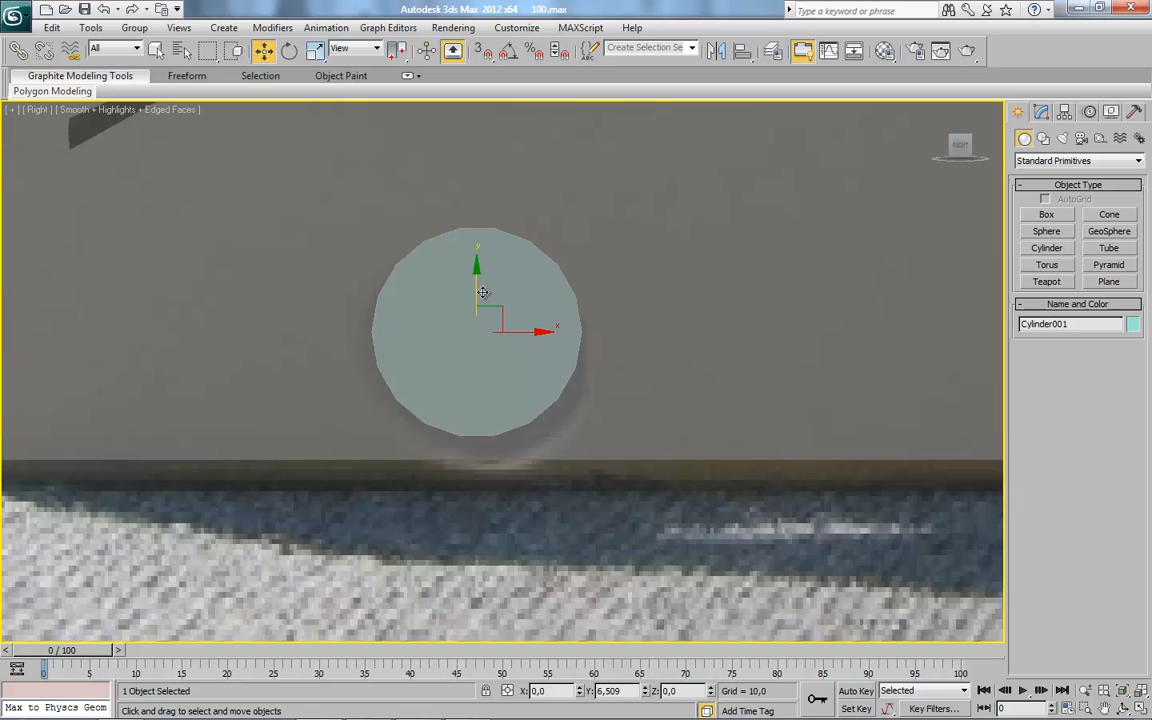 Autodesk 3ds Max 2012 x64    100.max
Type a keyword or phrase
Edit Tools Group Views Create Modifiers Animation Graph Editors Rendering Customize MAXScript Help
All View Create Selection Se
Graphite Modeling Tools Freeform Selection Object Paint
Polygon Modeling
[ + ] [ Right ] [ Smooth + Highlights + Edged Faces ]
RIGHT
y
x
Standard Primitives
- Object Type
AutoGrid
Box Cone
Sphere GeoSphere
Cylinder Tube
Torus Pyramid
Teapot Plane
- Name and Color
Cylinder001
< 0 / 100 >
0 5 10 15 20 25 30 35 40 45 50 55 60 65 70 75 80 85 90 95 100
1 Object Selected X: 0,0 Y: 6,509 Z: 0,0 Grid = 10,0 Auto Key Selected
Max to Physcs Geom Click and drag to select and move objects Add Time Tag Set Key Key Filters... 0